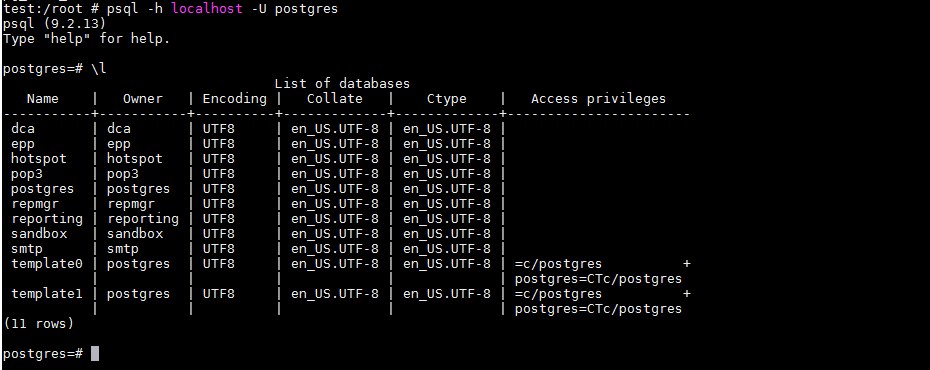 test:/root # psql -h localhost -U postgres
psql (9.2.13)
Type "help" for help.

postgres=# \l
                                  List of databases
   Name    |   Owner   | Encoding |   Collate   |    Ctype    |   Access privileges
-----------+-----------+----------+-------------+-------------+-----------------------
 dca       | dca       | UTF8     | en_US.UTF-8 | en_US.UTF-8 |
 epp       | epp       | UTF8     | en_US.UTF-8 | en_US.UTF-8 |
 hotspot   | hotspot   | UTF8     | en_US.UTF-8 | en_US.UTF-8 |
 pop3      | pop3      | UTF8     | en_US.UTF-8 | en_US.UTF-8 |
 postgres  | postgres  | UTF8     | en_US.UTF-8 | en_US.UTF-8 |
 repmgr    | repmgr    | UTF8     | en_US.UTF-8 | en_US.UTF-8 |
 reporting | reporting | UTF8     | en_US.UTF-8 | en_US.UTF-8 |
 sandbox   | sandbox   | UTF8     | en_US.UTF-8 | en_US.UTF-8 |
 smtp      | smtp      | UTF8     | en_US.UTF-8 | en_US.UTF-8 |
 template0 | postgres  | UTF8     | en_US.UTF-8 | en_US.UTF-8 | =c/postgres          +
           |           |          |             |             | postgres=CTc/postgres
 template1 | postgres  | UTF8     | en_US.UTF-8 | en_US.UTF-8 | =c/postgres          +
           |           |          |             |             | postgres=CTc/postgres
(11 rows)

postgres=#